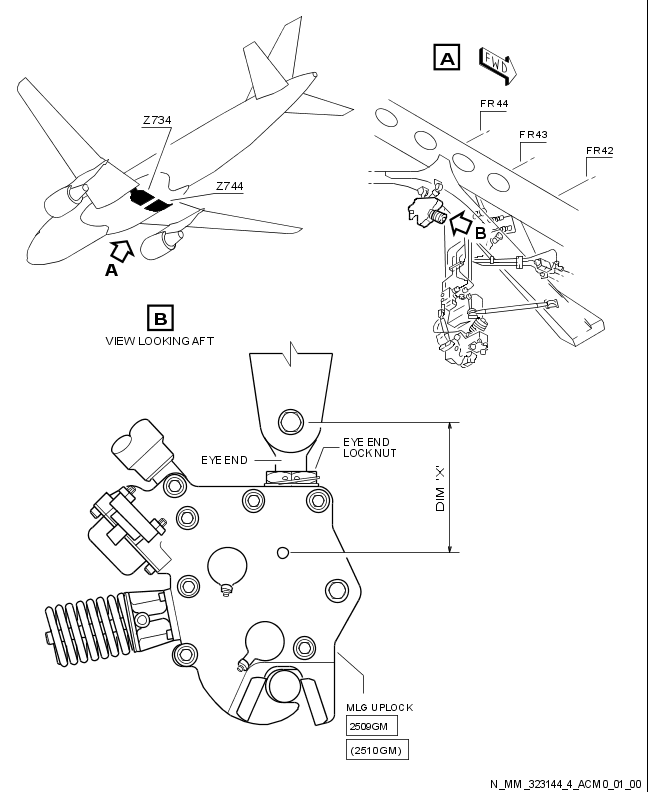 A
FWD
FR44
FR43
FR42
Z734
Z744
A
B
B
VIEW LOOKING AFT
EYE END
EYE END
LOCKNUT
DIM 'X'
MLG UPLOCK
2509GM
(2510GM)
N_MM_323144_4_ACM0_01_00